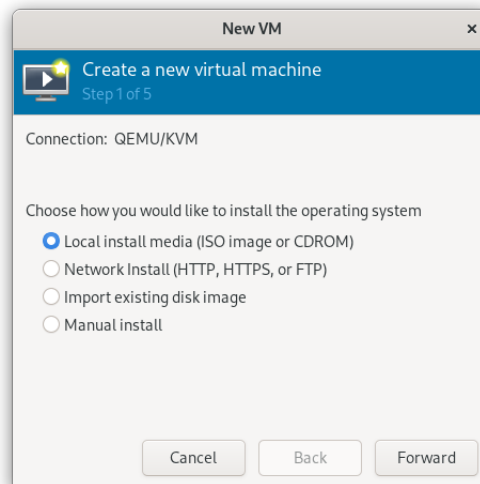 New VM
Create a new virtual machine
Step 1 of 5
Connection: QEMU/KVM
Choose how you would like to install the operating system
Local install media (ISO image or CDROM)
Network Install (HTTP, HTTPS, or FTP)
Import existing disk image
Manual install
Cancel Back Forward